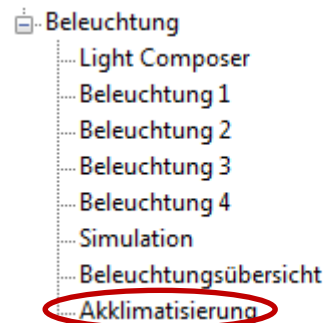 Beleuchtung
Light Composer
Beleuchtung 1
Beleuchtung 2
Beleuchtung 3
Beleuchtung 4
Simulation
Beleuchtungsübersicht
Akklimatisierung